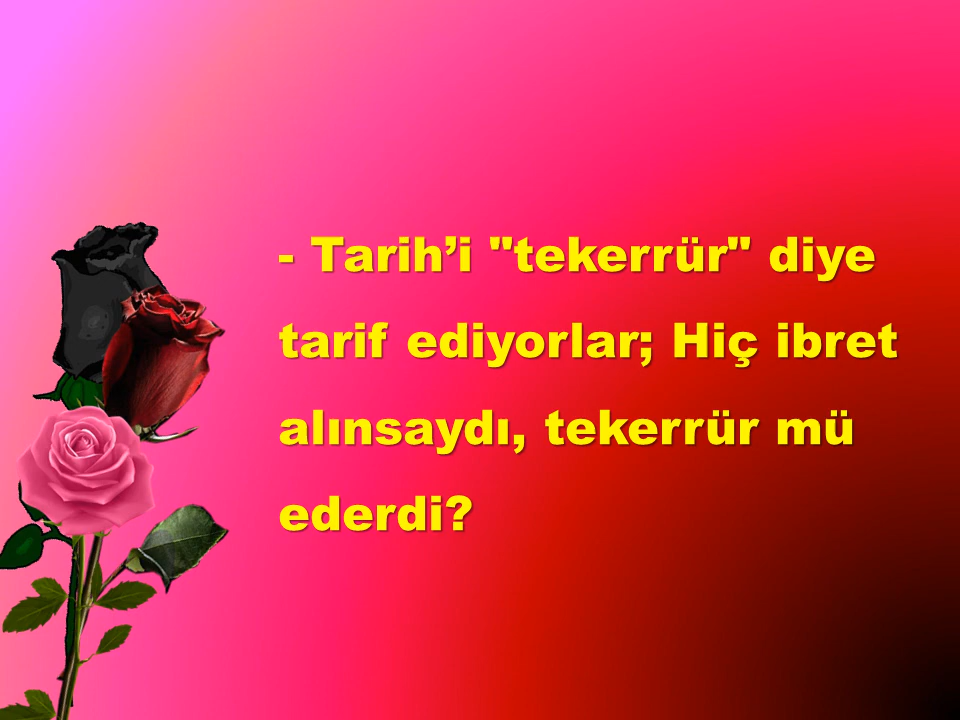 - Tarih’i "tekerrür" diye
tarif ediyorlar; Hiç ibret
alınsaydı, tekerrür mü
ederdi?